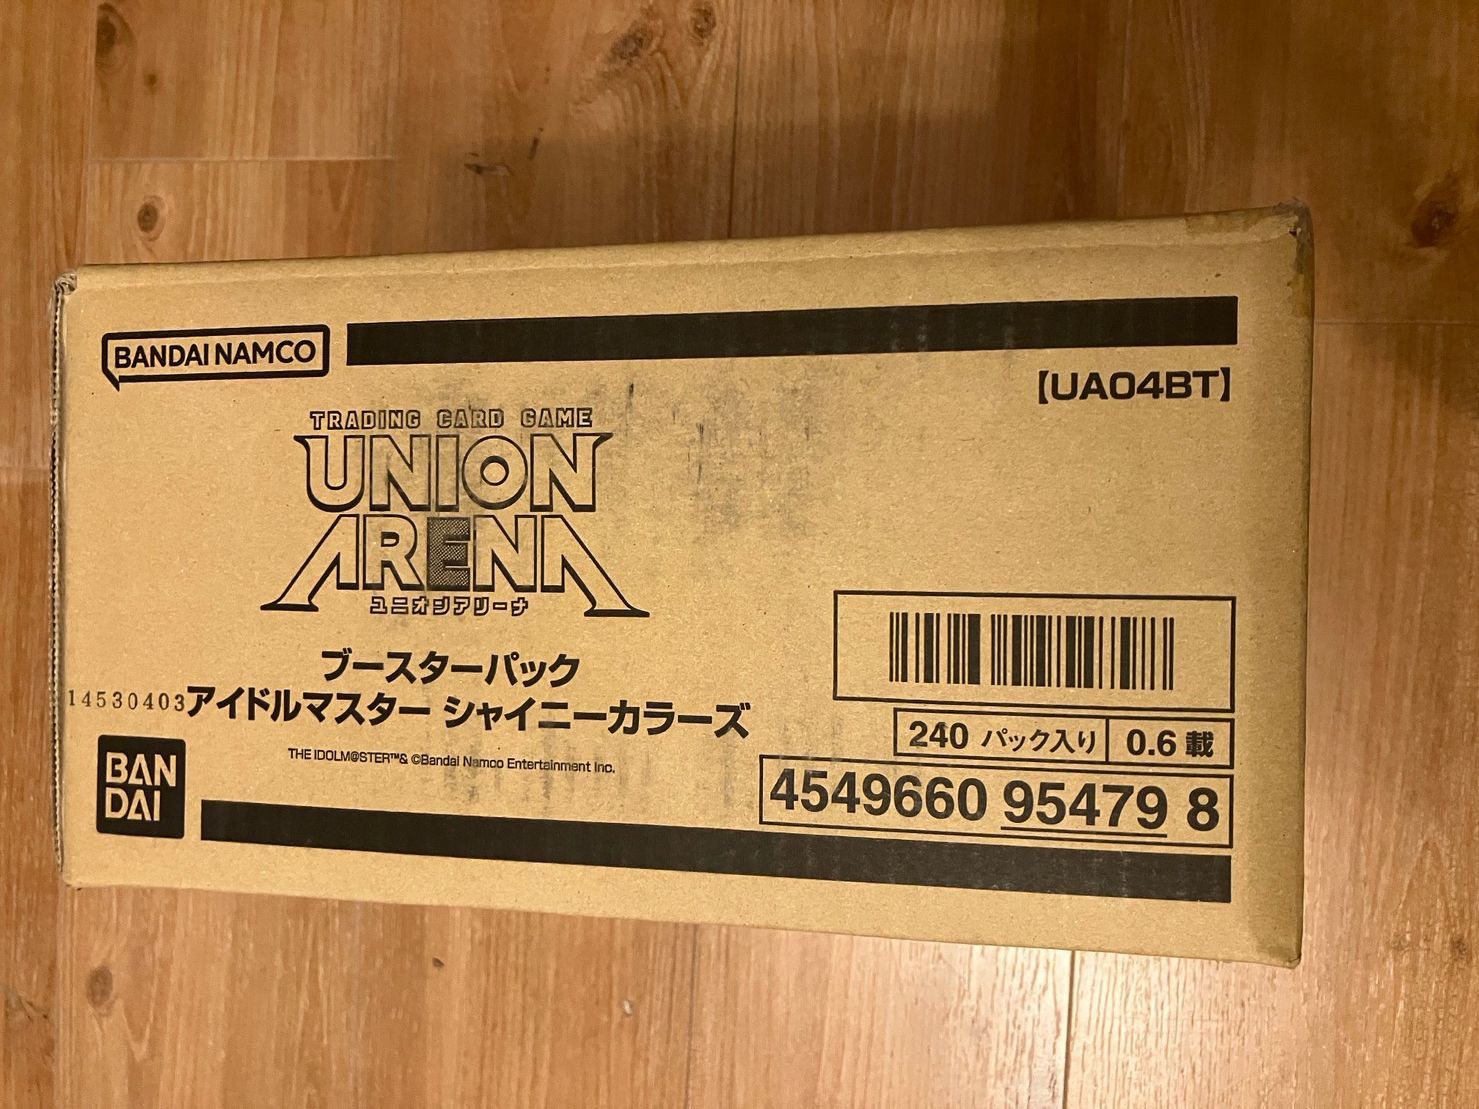 BANDAI NAMCO
【UA04BT】
TRADING CARD GAME
UNION
ARENA
ユニオンアリーナ
ブースターパック
14530403
アイドルマスター シャイニーカラーズ
THE IDOLM@STER™& ©Bandai Namco Entertainment Inc.
BAN
DAI
240 パック入り
0.6 載
4549660 95479 8